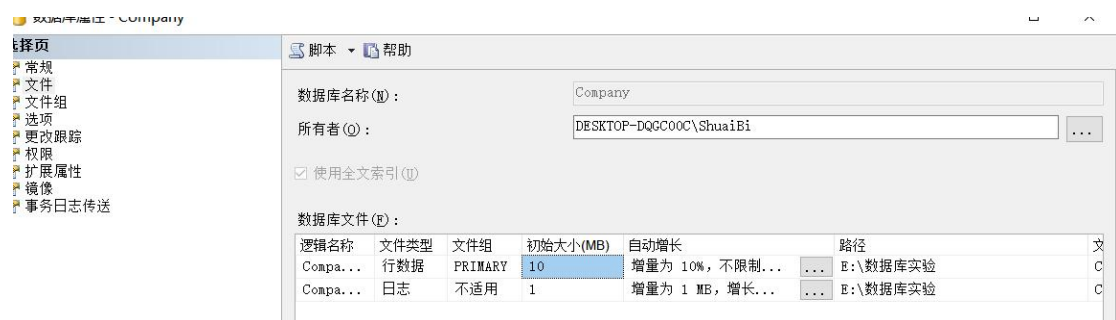 数据库属性 - Company
选择页
常规
文件
文件组
选项
更改跟踪
权限
扩展属性
镜像
事务日志传送
脚本 帮助
数据库名称(N): Company
所有者(O): DESKTOP-DQGC00C\ShuaiBi ...
使用全文索引(U)
数据库文件(F):
逻辑名称 文件类型 文件组 初始大小(MB) 自动增长 路径 文
Compa... 行数据 PRIMARY 10 增量为 10%，不限制... ... E:\数据库实验 C
Compa... 日志 不适用 1 增量为 1 MB，增长... ... E:\数据库实验 C